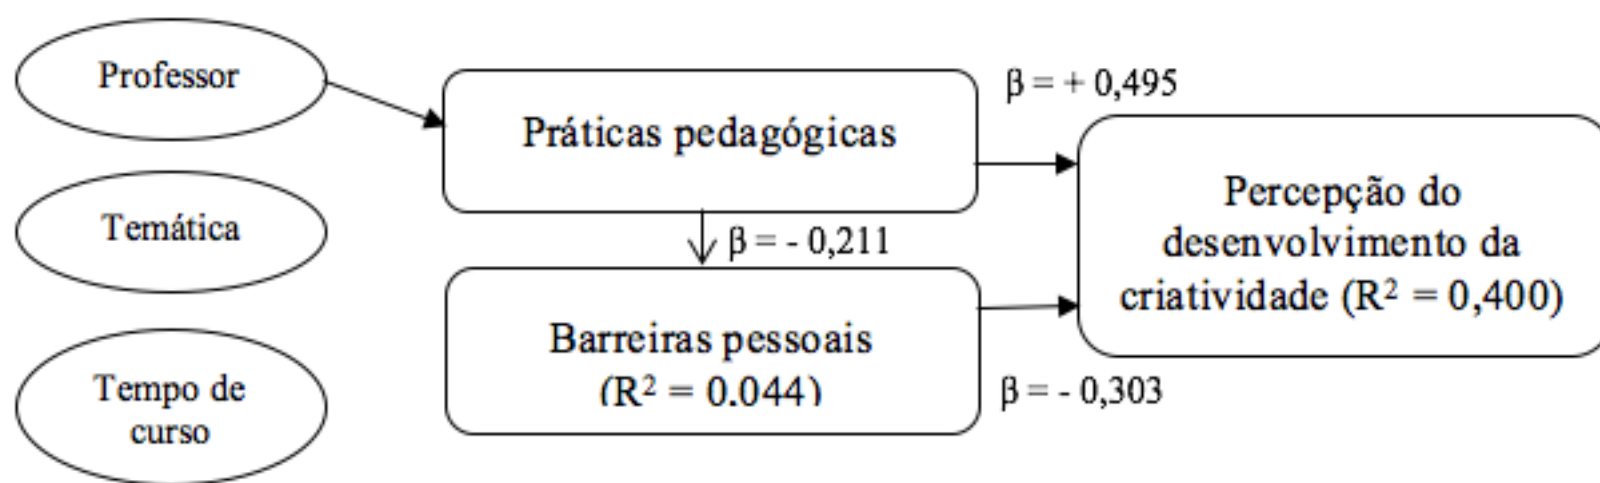 Professor
Práticas pedagógicas
β = + 0,495
Temática
β = - 0,211
Percepção do
desenvolvimento da
criatividade (R² = 0,400)
Barreiras pessoais
(R² = 0.044)
β = - 0,303
Tempo de
curso